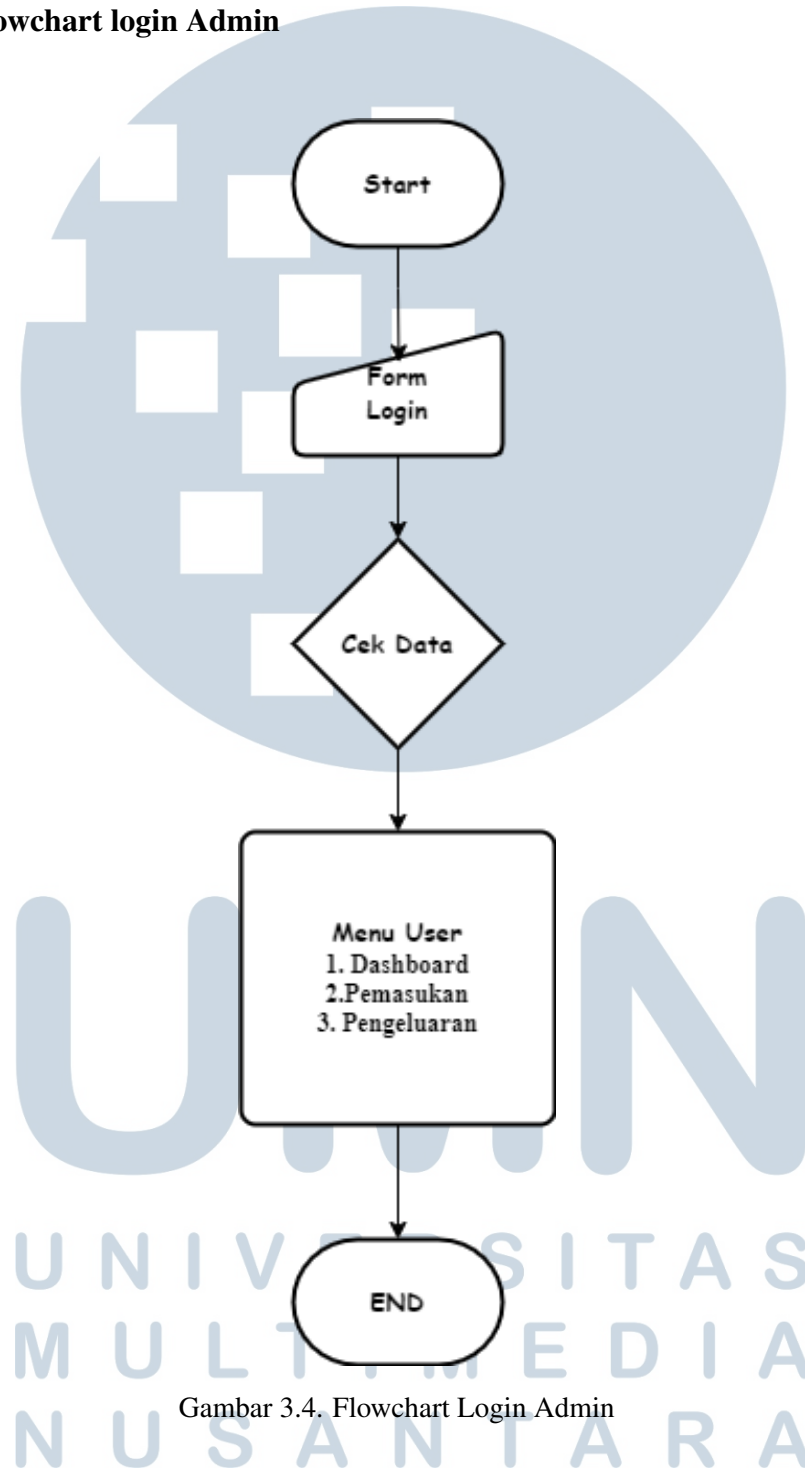 owchart login Admin
Start
Form
Login
Cek Data
Menu User
1. Dashboard
2.Pemasukan
3. Pengeluaran
END
Gambar 3.4. Flowchart Login Admin
UMN
UNIVERSITAS
MULTIMEDIA
NUSANTARA